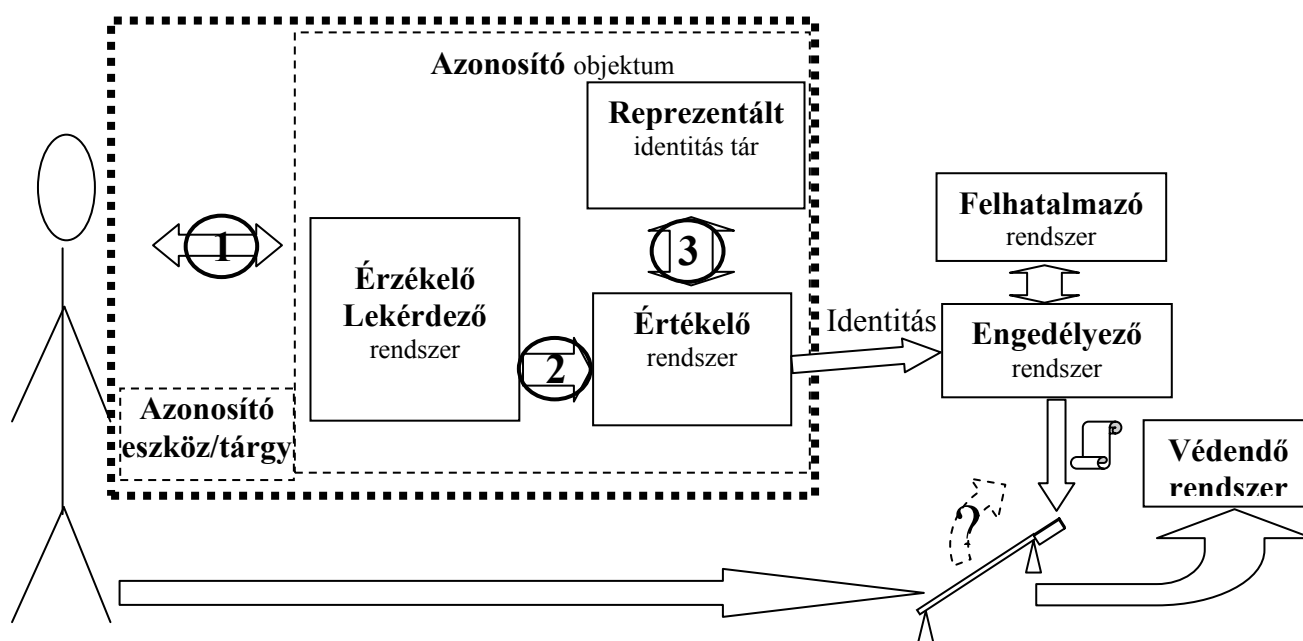 Azonosító objektum
Reprezentált
identitás tár
1
Érzékelő
Lekérdező
rendszer
2
3
Értékelő
rendszer
Azonosító
eszköz/tárgy
Identitás
Felhatalmazó
rendszer
Engedélyező
rendszer
?
Védendő
rendszer